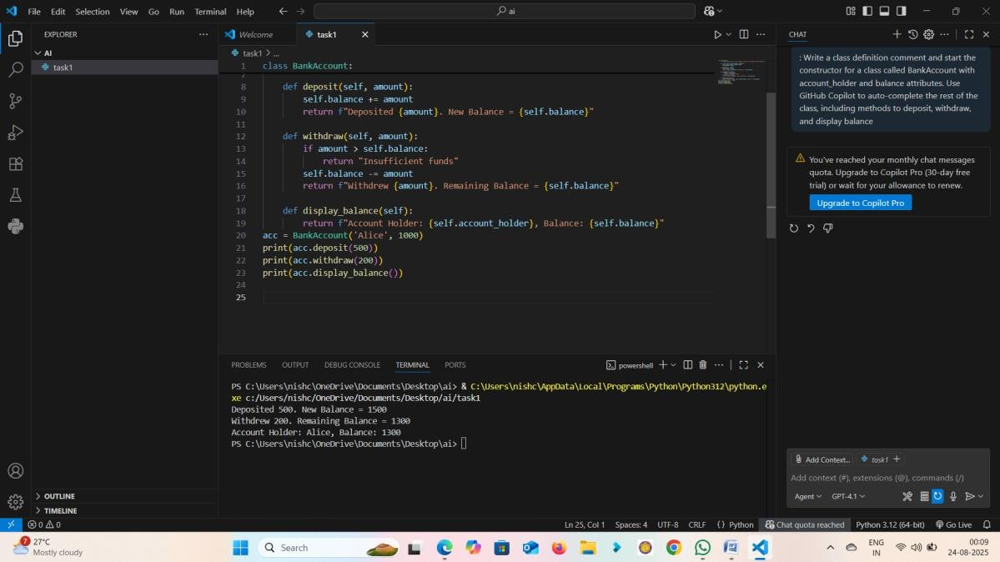 File Edit Selection View Go Run Terminal Help
ai
EXPLORER
AI
task1
OUTLINE
TIMELINE
Welcome
task1
task1 > ...
1 class BankAccount:
7
8 def deposit(self, amount):
9 self.balance += amount
10 return f"Deposited {amount}. New Balance = {self.balance}"
11
12 def withdraw(self, amount):
13 if amount > self.balance:
14 return "Insufficient funds"
15 self.balance -= amount
16 return f"Withdrew {amount}. Remaining Balance = {self.balance}"
17
18 def display_balance(self):
19 return f"Account Holder: {self.account_holder}, Balance: {self.balance}"
20 acc = BankAccount('Alice', 1000)
21 print(acc.deposit(500))
22 print(acc.withdraw(200))
23 print(acc.display_balance())
24
25
PROBLEMS OUTPUT DEBUG CONSOLE TERMINAL PORTS
powershell
PS C:\Users\nishc\OneDrive\Documents\Desktop\ai> & C:\Users\nishc\AppData\Local\Programs\Python\Python312\python.e
xe c:/Users/nishc/OneDrive/Documents/Desktop/ai/task1
Deposited 500. New Balance = 1500
Withdrew 200. Remaining Balance = 1300
Account Holder: Alice, Balance: 1300
PS C:\Users\nishc\OneDrive\Documents\Desktop\ai>
CHAT
: Write a class definition comment and start the
constructor for a class called BankAccount with
account_holder and balance attributes. Use
GitHub Copilot to auto-complete the rest of the
class, including methods to deposit, withdraw,
and display balance
You've reached your monthly chat messages
quota. Upgrade to Copilot Pro (30-day free
trial) or wait for your allowance to renew.
Upgrade to Copilot Pro
Add Context... task1 +
Add context (#), extensions (@), commands (/)
Agent GPT-4.1
0 0 Ln 25, Col 1 Spaces: 4 UTF-8 CRLF {} Python Chat quota reached Python 3.12 (64-bit) Go Live
7
27°C
Mostly cloudy
Search
ENG
IN
00:09
24-08-2025